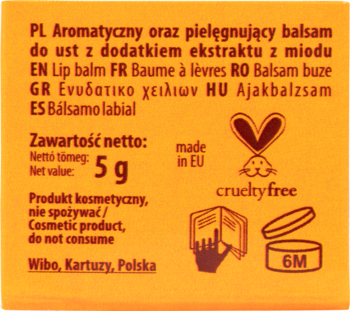 PL Aromatyczny oraz pielęgnujący balsam
do ust z dodatkiem ekstraktu z miodu
EN Lip balm FR Baume à lèvres RO Balsam buze
GR Ενυδατικο χειλιων HU Ajakbalzsam
ES Bálsamo labial
Zawartość netto:
Nettó tömeg:
Net value: 5 g
made
in EU
crueltyfree
Produkt kosmetyczny,
nie spożywać /
Cosmetic product,
do not consume
6M
Wibo, Kartuzy, Polska